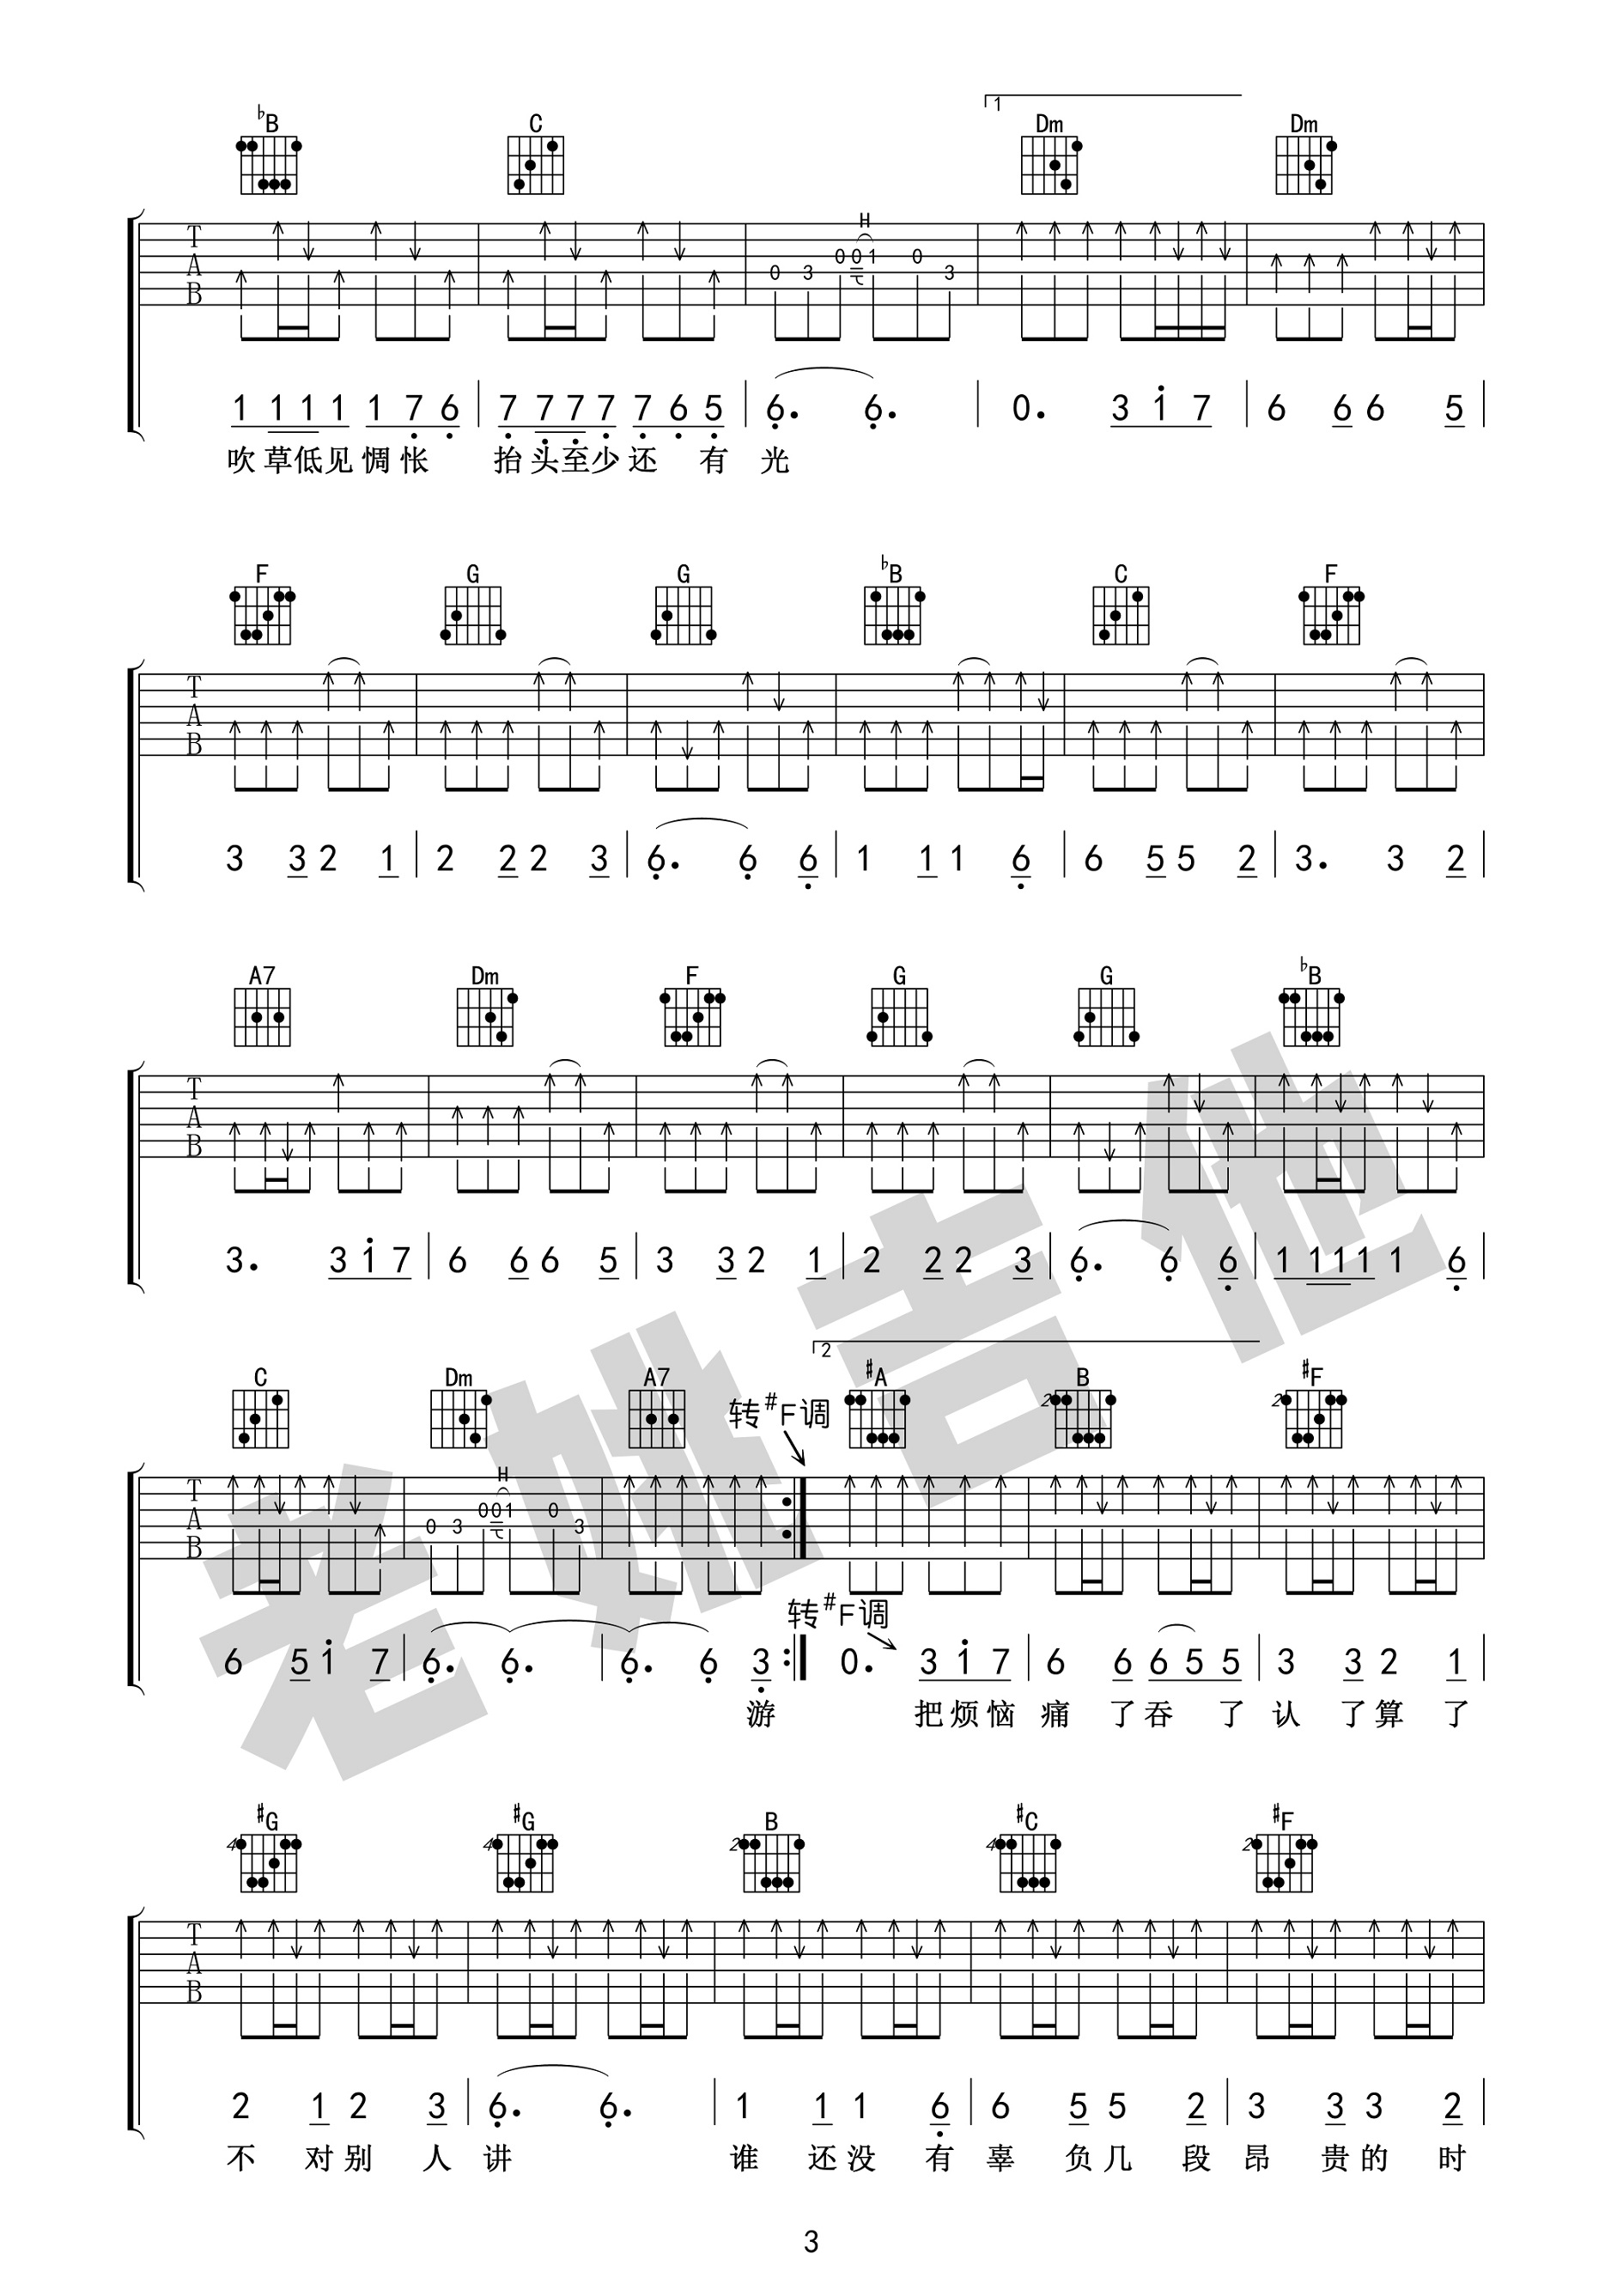 ♭B C 1 Dm Dm
H
T A B 0 3 0 0 1 0 3
1 1 1 1 1 7 6 | 7 7 7 7 7 6 5 | 6. 6. | 0. 3 1 7 | 6 6 6 5 |
吹 草 低 见 惆 怅 抬 头 至 少 还 有 光
F G G ♭B C F
T A B
3 3 2 1 | 2 2 2 3 | 6. 6 6 | 1 1 1 6 | 6 5 5 2 | 3. 3 2 |
A7 Dm F G G ♭B
T A B
3. 3 1 7 | 6 6 6 5 | 3 3 2 1 | 2 2 2 3 | 6. 6 6 | 1 1 1 1 1 6 |
老姚吉他
C Dm A7 转#F调 2 #A B #F
2 2
H
T A B 0 3 0 0 1 0 3
转#F调
6 5 1 7 | 6. 6. | 6. 6 3 :| 0. 3 1 7 | 6 6 6 5 5 | 3 3 2 1
游 把 烦 恼 痛 了 吞 了 认 了 算 了
#G #G B #C #F
4 4 2 4 2
T A B
2 1 2 3 | 6. 6. | 1 1 1 6 | 6 5 5 2 | 3 3 3 2 |
不 对 别 人 讲 谁 还 没 有 辜 负 几 段 昂 贵 的 时
3